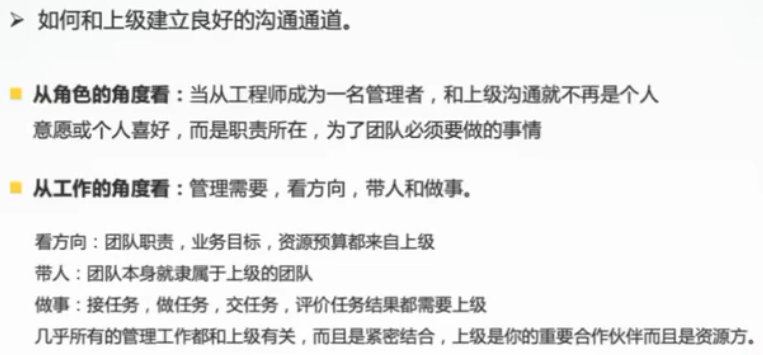 如何和上级建立良好的沟通通道。
从角色的角度看：当从工程师成为一名管理者，和上级沟通就不再是个人
意愿或个人喜好，而是职责所在，为了团队必须要做的事情
从工作的角度看：管理需要，看方向，带人和做事。
看方向：团队职责，业务目标，资源预算都来自上级
带人：团队本身就隶属于上级的团队
做事：接任务，做任务，交任务，评价任务结果都需要上级
几乎所有的管理工作都和上级有关，而且是紧密结合，上级是你的重要合作伙伴而且是资源方。